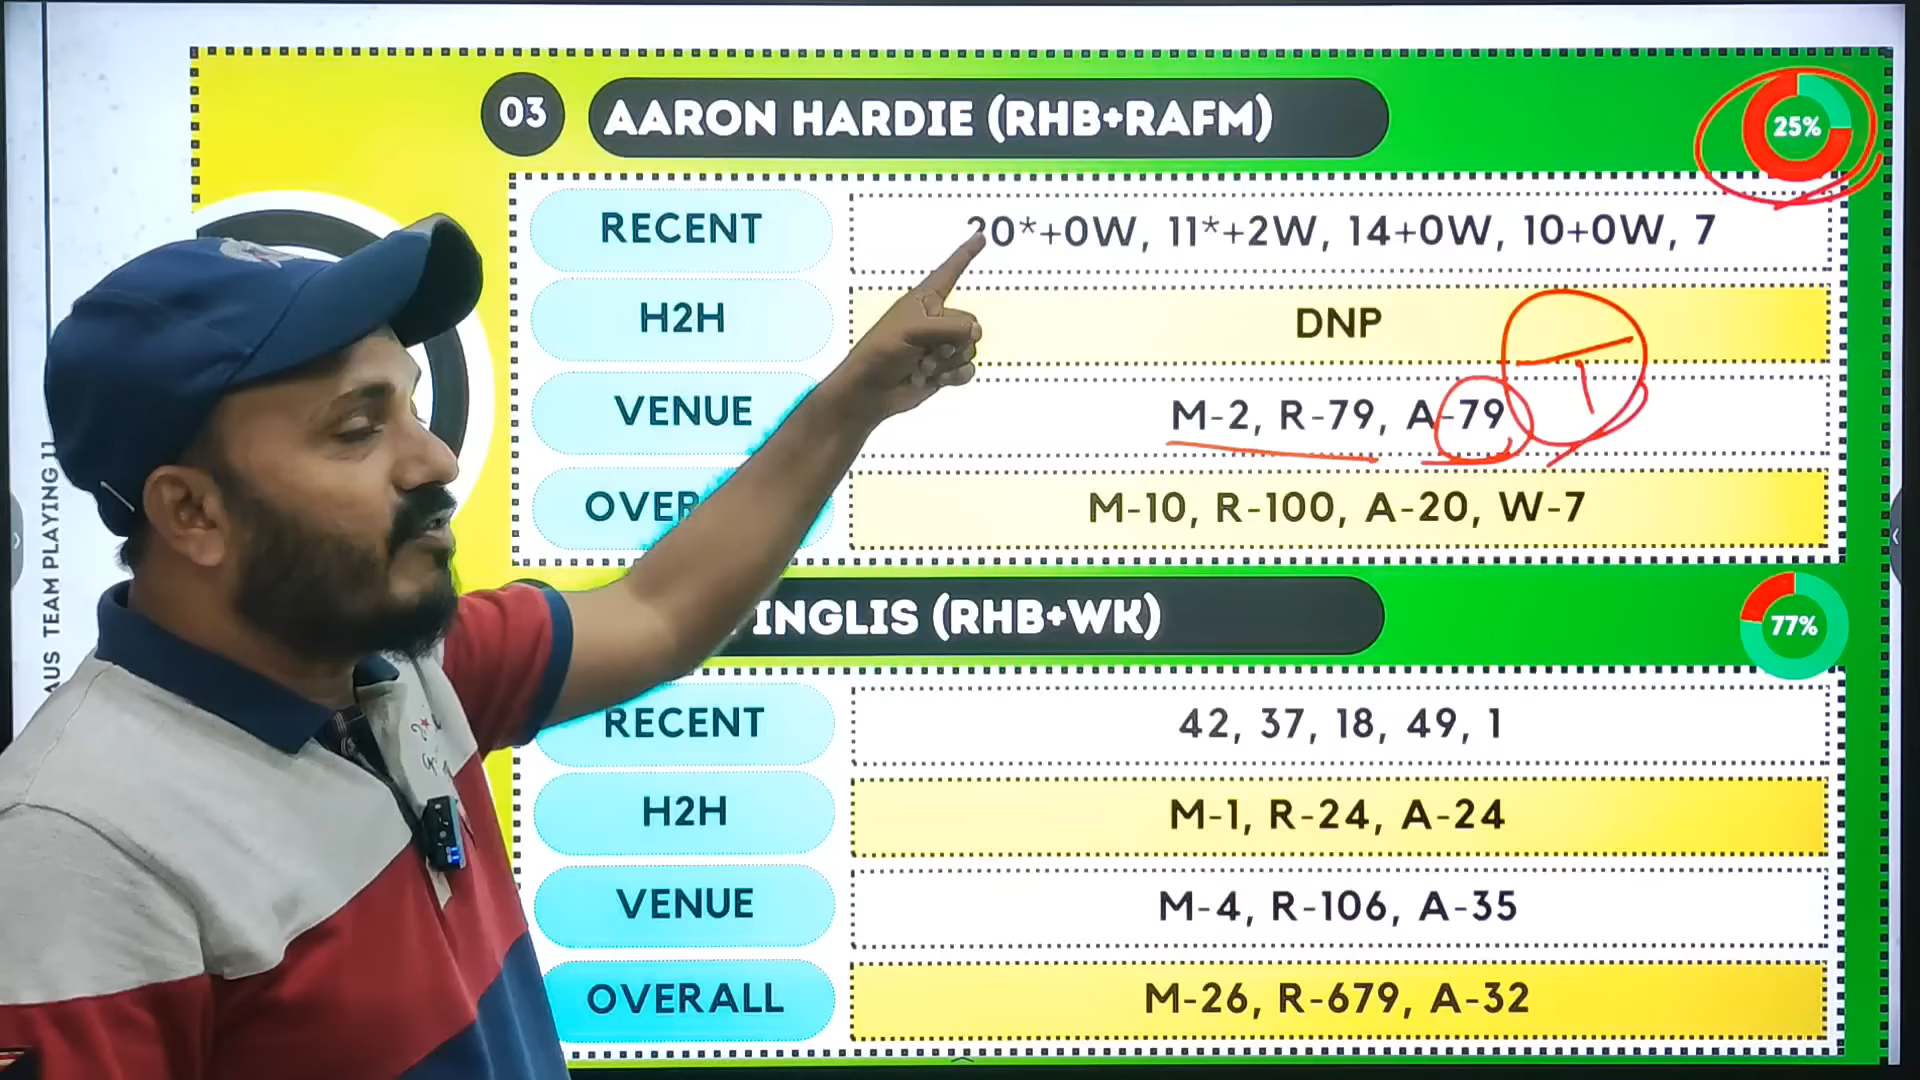 03 AARON HARDIE (RHB+RAFM) 25%
RECENT 20*+0W, 11*+2W, 14+0W, 10+0W, 7
H2H DNP
VENUE M-2, R-79, A-79
M-10, R-100, A-20, W-7
INGLIS (RHB+WK) 77%
RECENT 42, 37, 18, 49, 1
H2H M-1, R-24, A-24
VENUE M-4, R-106, A-35
OVERALL M-26, R-679, A-32
AUS TEAM PLAYING 11